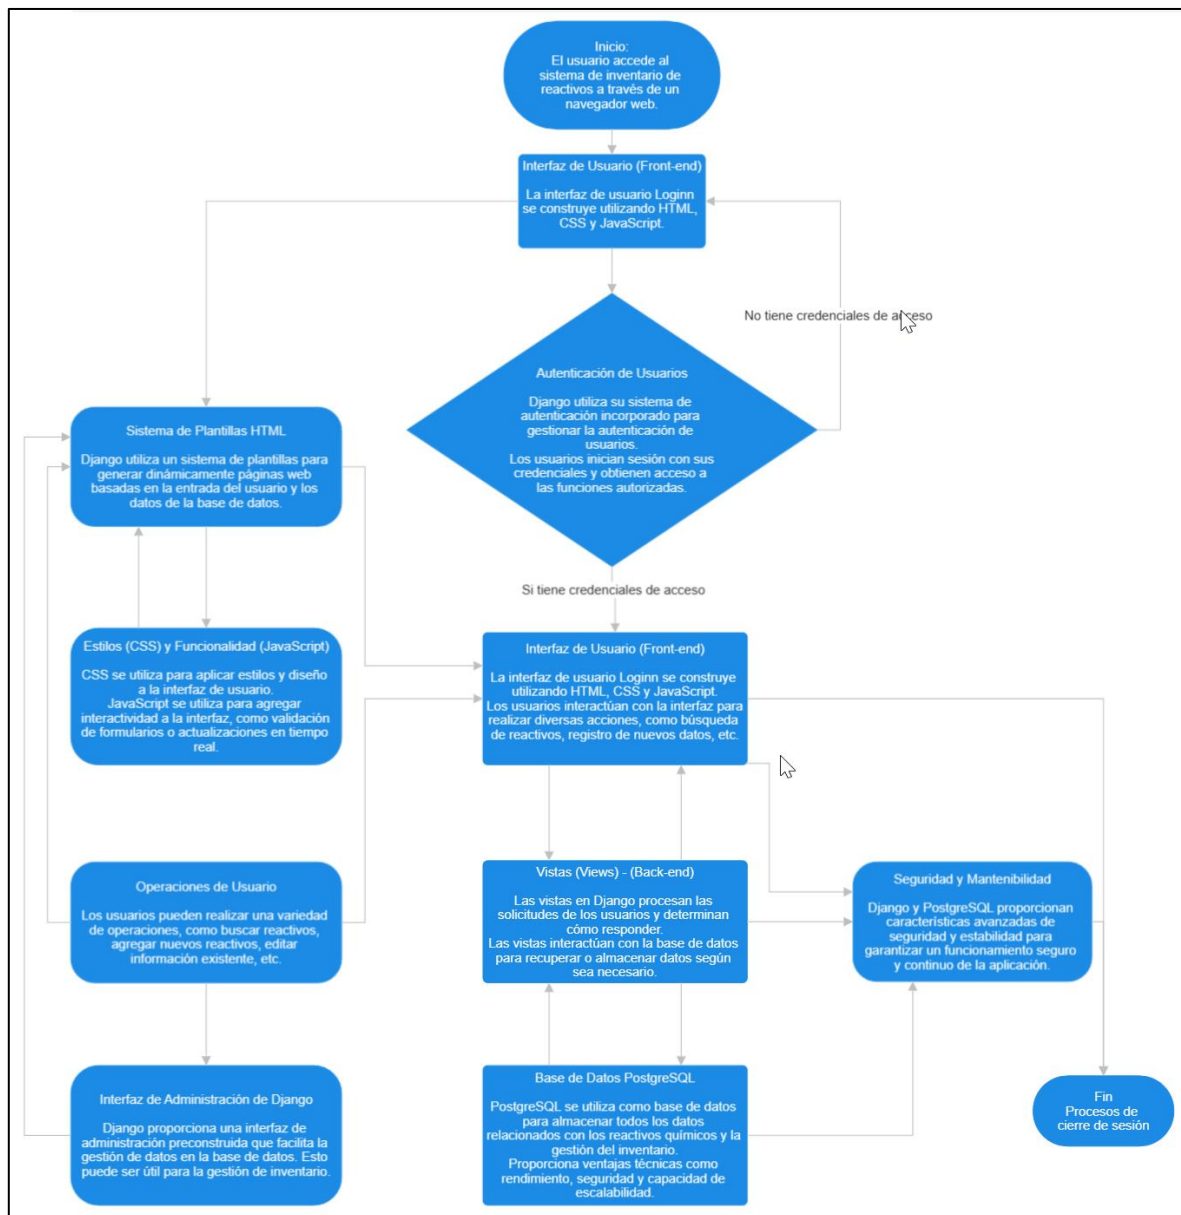 Inicio:
El usuario accede al
sistema de inventario de
reactivos a través de un
navegador web.
Interfaz de Usuario (Front-end)
La interfaz de usuario Loginn
se construye utilizando HTML,
CSS y JavaScript.
No tiene credenciales de acceso
Autenticación de Usuarios
Django utiliza su sistema de
autenticación incorporado para
gestionar la autenticación de
usuarios.
Los usuarios inician sesión con sus
credenciales y obtienen acceso a
las funciones autorizadas.
Sistema de Plantillas HTML
Django utiliza un sistema de plantillas para
generar dinámicamente páginas web
basadas en la entrada del usuario y los
datos de la base de datos.
Si tiene credenciales de acceso
Estilos (CSS) y Funcionalidad (JavaScript)
CSS se utiliza para aplicar estilos y diseño
a la interfaz de usuario.
JavaScript se utiliza para agregar
interactividad a la interfaz, como validación
de formularios o actualizaciones en tiempo
real.
Interfaz de Usuario (Front-end)
La interfaz de usuario Loginn se construye
utilizando HTML, CSS y JavaScript.
Los usuarios interactúan con la interfaz para
realizar diversas acciones, como búsqueda
de reactivos, registro de nuevos datos, etc.
Operaciones de Usuario
Los usuarios pueden realizar una variedad
de operaciones, como buscar reactivos,
agregar nuevos reactivos, editar
información existente, etc.
Vistas (Views) - (Back-end)
Las vistas en Django procesan las
solicitudes de los usuarios y determinan
cómo responder.
Las vistas interactúan con la base de datos
para recuperar o almacenar datos según
sea necesario.
Seguridad y Mantenibilidad
Django y PostgreSQL proporcionan
características avanzadas de
seguridad y estabilidad para
garantizar un funcionamiento seguro
y continuo de la aplicación.
Interfaz de Administración de Django
Django proporciona una interfaz de
administración preconstruida que facilita la
gestión de datos en la base de datos. Esto
puede ser útil para la gestión de inventario.
Base de Datos PostgreSQL
PostgreSQL se utiliza como base de datos
para almacenar todos los datos
relacionados con los reactivos químicos y la
gestión del inventario.
Proporciona ventajas técnicas como
rendimiento, seguridad y capacidad de
escalabilidad.
Fin
Procesos de
cierre de sesión